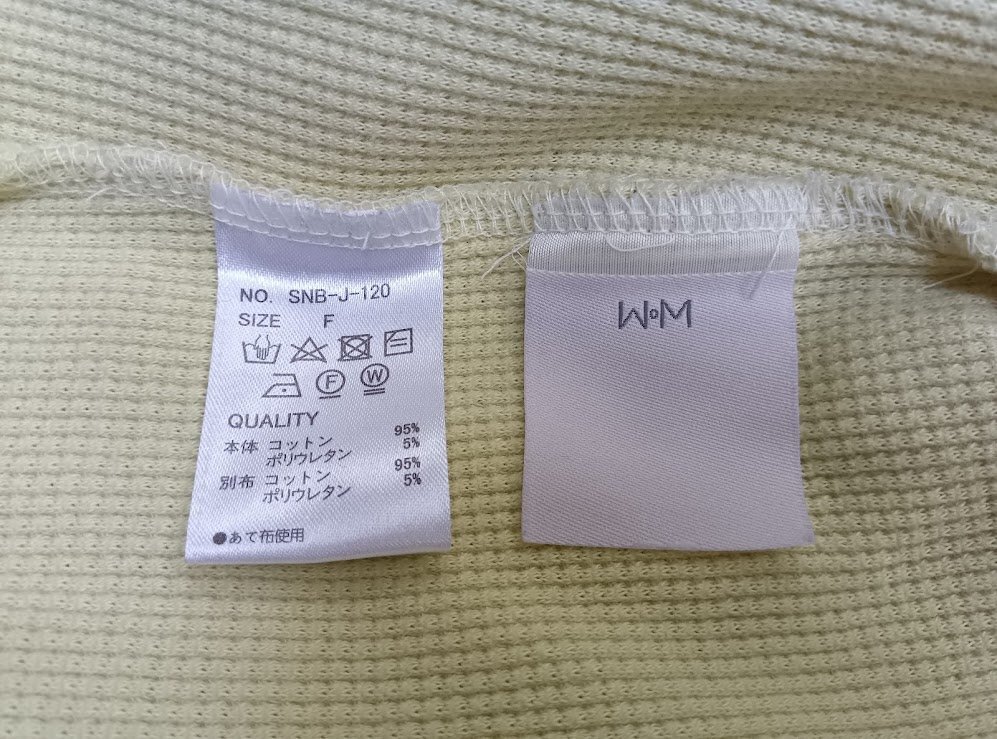 NO. SNB-J-120
SIZE F
F W
QUALITY
本体 コットン 95%
ポリウレタン 5%
別布 コットン 95%
ポリウレタン 5%
●あて布使用
WoM